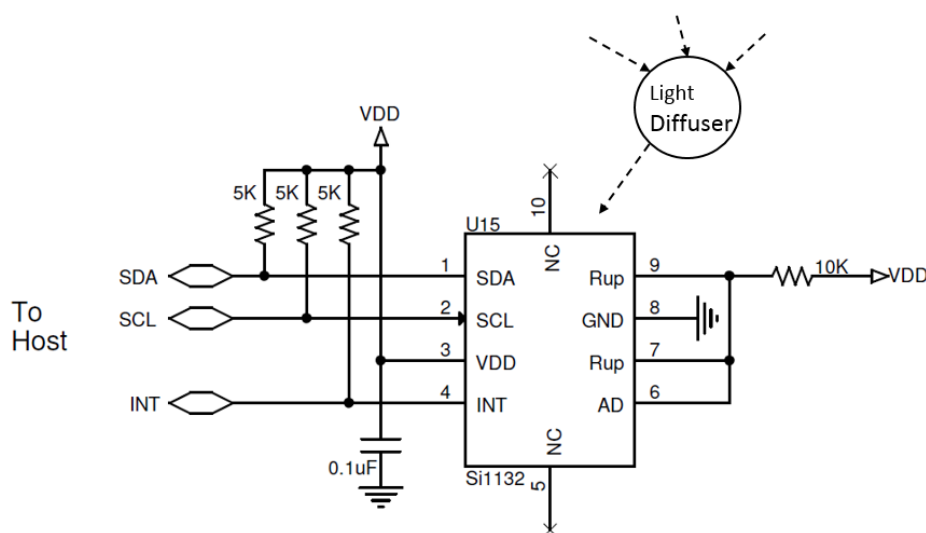 Light
Diffuser
VDD
5K 5K 5K
10
U15
NC
SDA
1
SDA
Rup
9
10K
VDD
To
Host
SCL
2
SCL
GND
8
3
VDD
Rup
7
INT
4
INT
AD
6
NC
0.1uF
Si1132
5